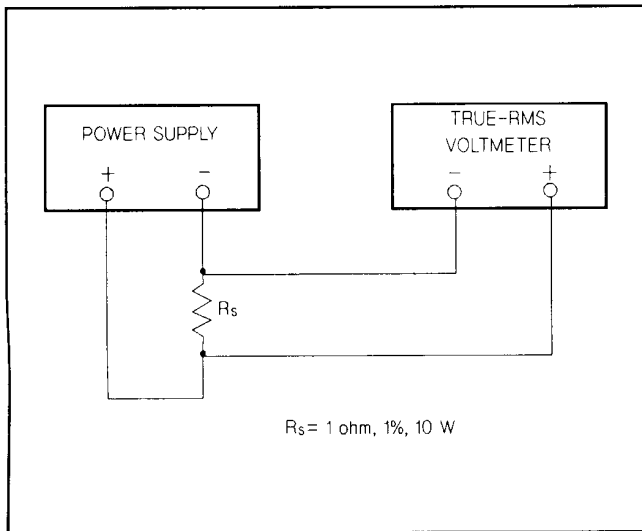 POWER SUPPLY
+ −
TRUE-RMS
VOLTMETER
− +
Rs
Rs= 1 ohm, 1%, 10 W